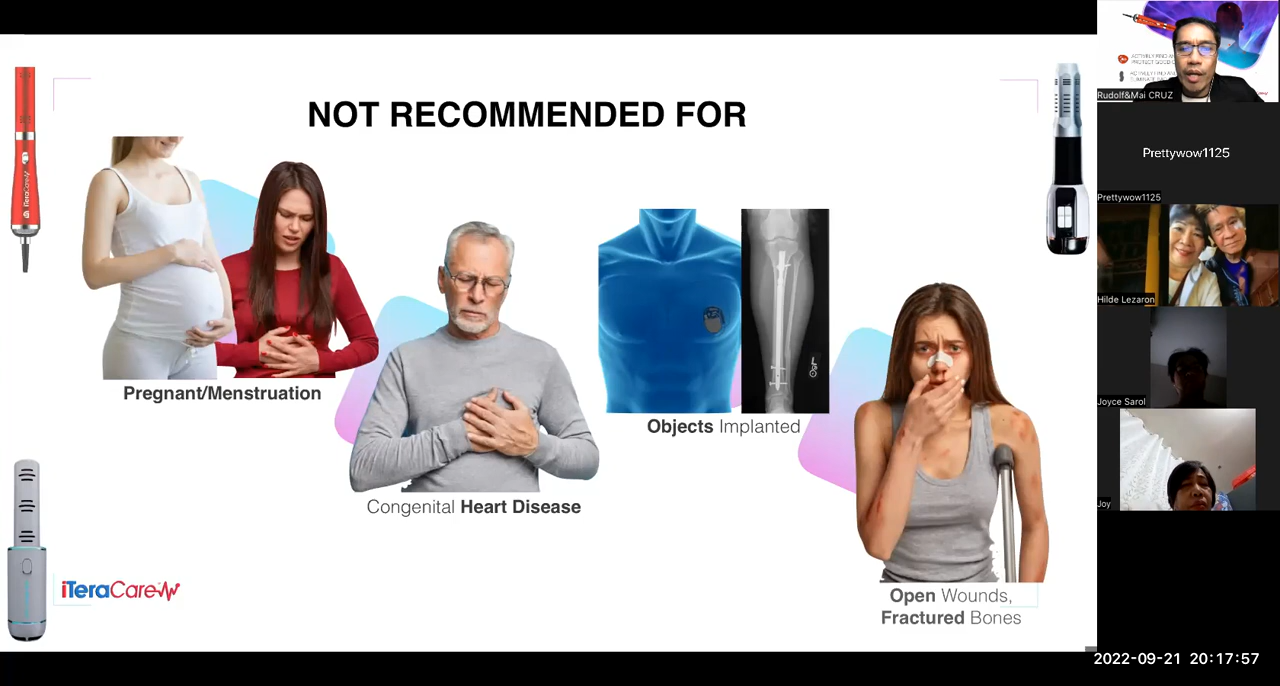 NOT RECOMMENDED FOR
Pregnant/Menstruation
Congenital Heart Disease
Objects Implanted
Open Wounds,
Fractured Bones
iTeraCare
iTeraCare
Rudolf&Mai CRUZ
Prettywow1125
Prettywow1125
Hilde Lezaron
Joyce Sarol
Joy
2022-09-21 20:17:57